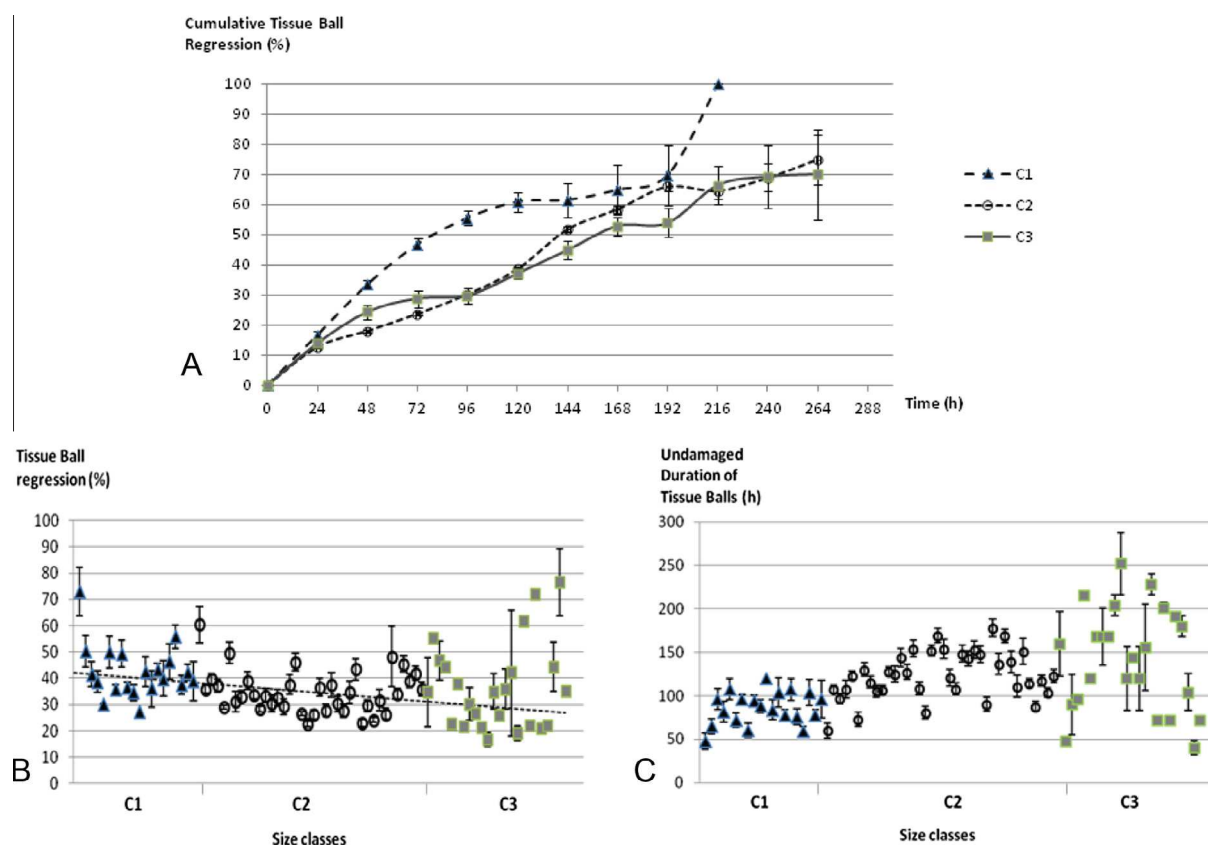 Cumulative Tissue Ball
Regression (%)
100
90
80
70
60
50
40
30
20
10
0
0 24 48 72 96 120 144 168 192 216 240 264 288
Time (h)
C1
C2
C3
A
Tissue Ball
regression (%)
100
90
80
70
60
50
40
30
20
10
0
C1 C2 C3
Size classes
B
Undamaged
Duration of
Tissue Balls (h)
300
250
200
150
100
50
0
C1 C2 C3
Size classes
C